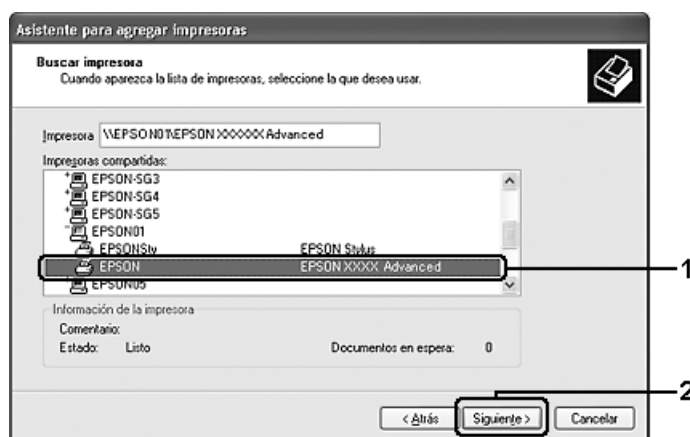 Asistente para agregar impresoras
Buscar impresora
Cuando aparezca la lista de impresoras, seleccione la que desea usar.
Impresora \\EPSON01\EPSON XXXXXX Advanced
Impresoras compartidas:
EPSON-SG3
EPSON-SG4
EPSON-SG5
EPSON01
EPSONSty EPSON Stylus
EPSON EPSON XXXX Advanced
1
EPSON05
Información de la impresora
Comentario:
Estado: Listo Documentos en espera: 0
2
< Atrás Siguiente > Cancelar